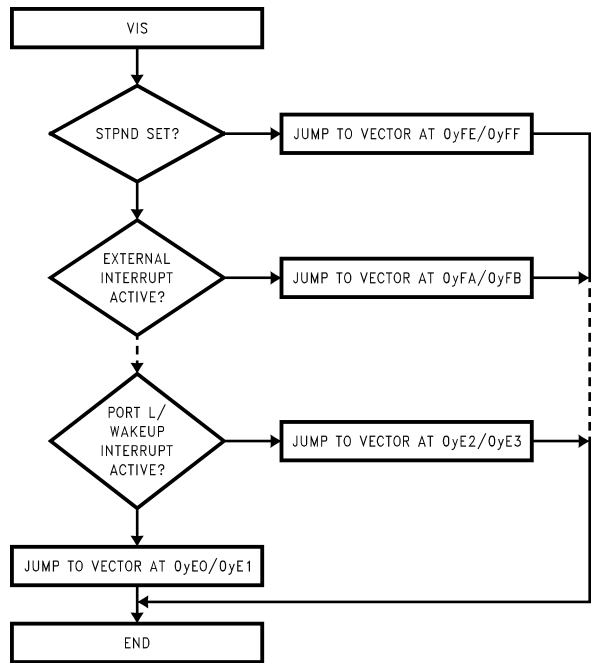 VIS
STPND SET?
JUMP TO VECTOR AT 0yFE/0yFF
EXTERNAL
INTERRUPT
ACTIVE?
JUMP TO VECTOR AT 0yFA/0yFB
PORT L/
WAKEUP
INTERRUPT
ACTIVE?
JUMP TO VECTOR AT 0yE2/0yE3
JUMP TO VECTOR AT 0yE0/0yE1
END